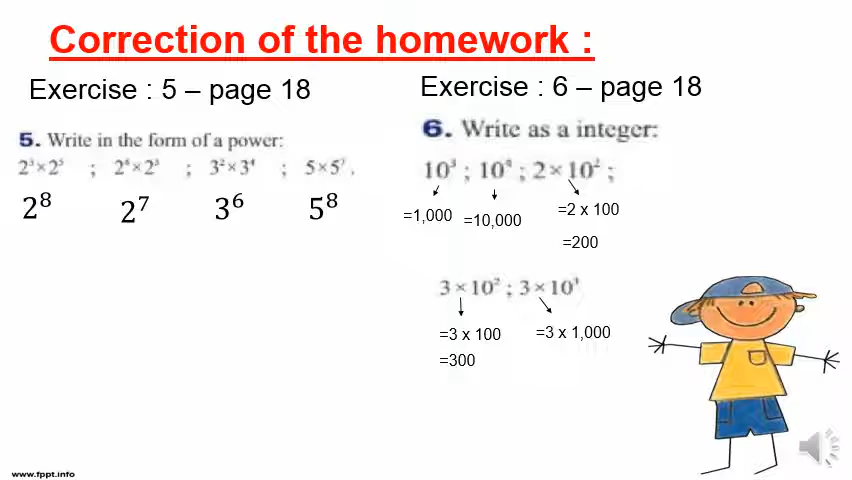 Correction of the homework :
Exercise : 5 – page 18
5. Write in the form of a power:
2³×2⁵ ; 2⁴×2³ ; 3²×3⁴ ; 5×5⁷.
2⁸ 2⁷ 3⁶ 5⁸
Exercise : 6 – page 18
6. Write as a integer:
10³ ; 10⁴ ; 2 × 10² ;
=1,000 =10,000 =2 x 100
=200
3 × 10² ; 3 × 10³
=3 x 100 =3 x 1,000
=300
www.fppt.info